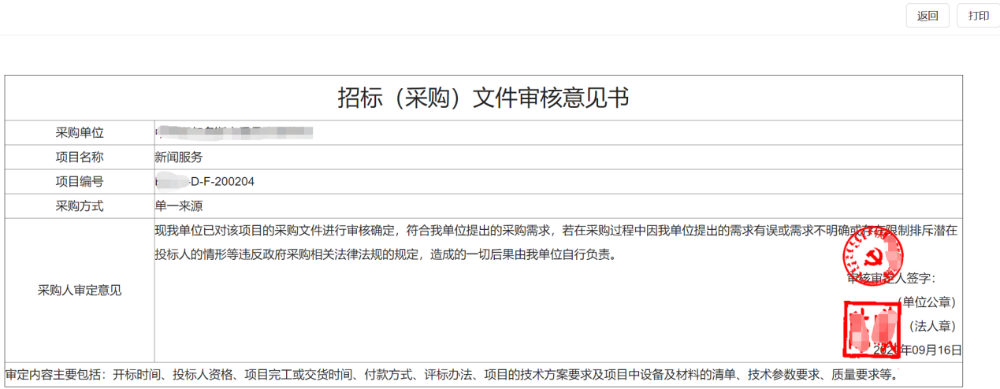 返回 打印
招标（采购）文件审核意见书
采购单位
项目名称 新闻服务
项目编号 -D-F-200204
采购方式 单一来源
现我单位已对该项目的采购文件进行审核确定，符合我单位提出的采购需求，若在采购过程中因我单位提出的需求有误或需求不明确或存在限制排斥潜在
投标人的情形等违反政府采购相关法律法规的规定，造成的一切后果由我单位自行负责。
采购人审定意见
审核审定人签字：
（单位公章）
（法人章）
年09月16日
审定内容主要包括：开标时间、投标人资格、项目完工或交货时间、付款方式、评标办法、项目的技术方案要求及项目中设备及材料的清单、技术参数要求、质量要求等。